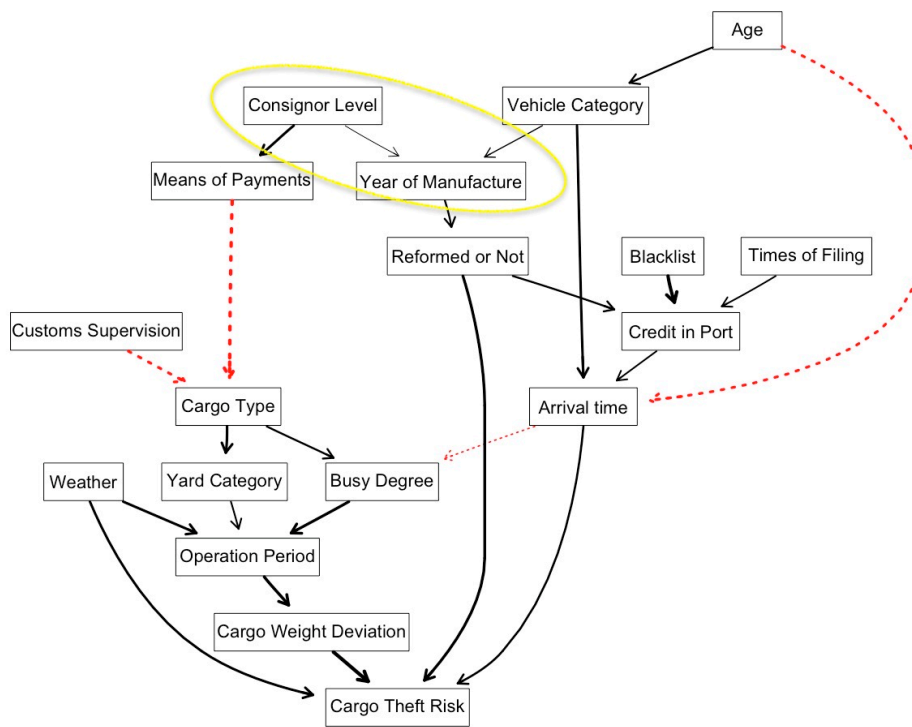 Age
Consignor Level
Vehicle Category
Means of Payments
Year of Manufacture
Reformed or Not
Blacklist
Times of Filing
Customs Supervision
Credit in Port
Cargo Type
Arrival time
Weather
Yard Category
Busy Degree
Operation Period
Cargo Weight Deviation
Cargo Theft Risk